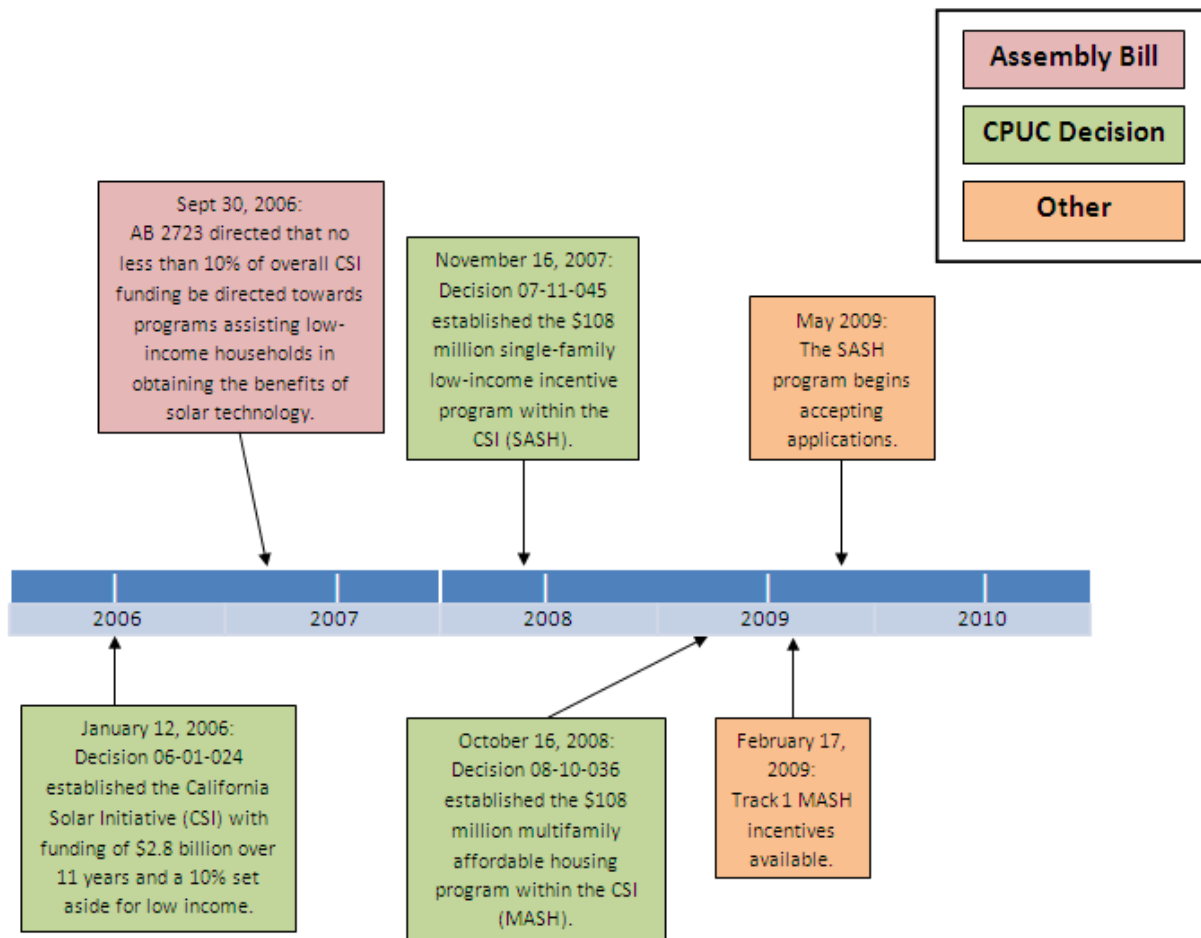 Assembly Bill
CPUC Decision
Other
Sept 30, 2006:
AB 2723 directed that no
less than 10% of overall CSI
funding be directed towards
programs assisting low-
income households in
obtaining the benefits of
solar technology.
November 16, 2007:
Decision 07-11-045
established the $108
million single-family
low-income incentive
program within the
CSI (SASH).
May 2009:
The SASH
program begins
accepting
applications.
2006
2007
2008
2009
2010
January 12, 2006:
Decision 06-01-024
established the California
Solar Initiative (CSI) with
funding of $2.8 billion over
11 years and a 10% set
aside for low income.
October 16, 2008:
Decision 08-10-036
established the $108
million multifamily
affordable housing
program within the CSI
(MASH).
February 17,
2009:
Track 1 MASH
incentives
available.